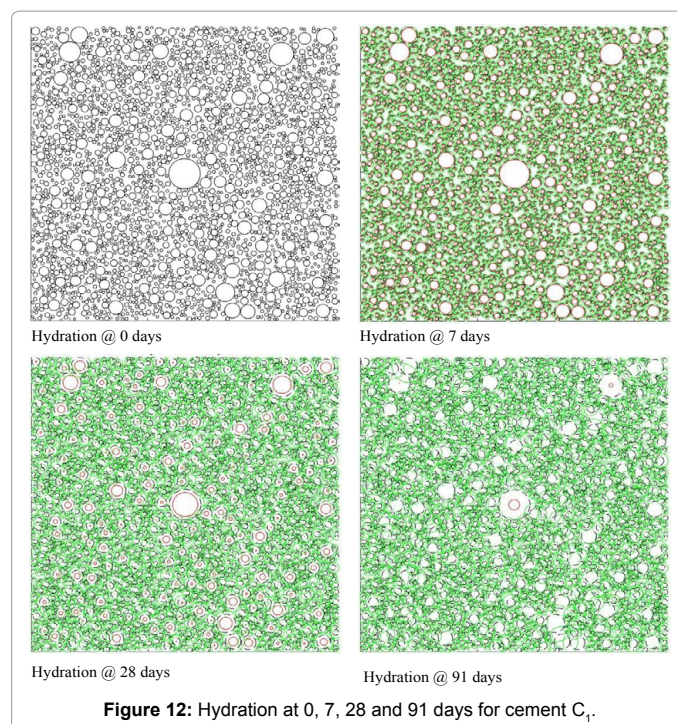 Hydration @ 0 days
Hydration @ 7 days
Hydration @ 28 days
Hydration @ 91 days
Figure 12: Hydration at 0, 7, 28 and 91 days for cement C₁.